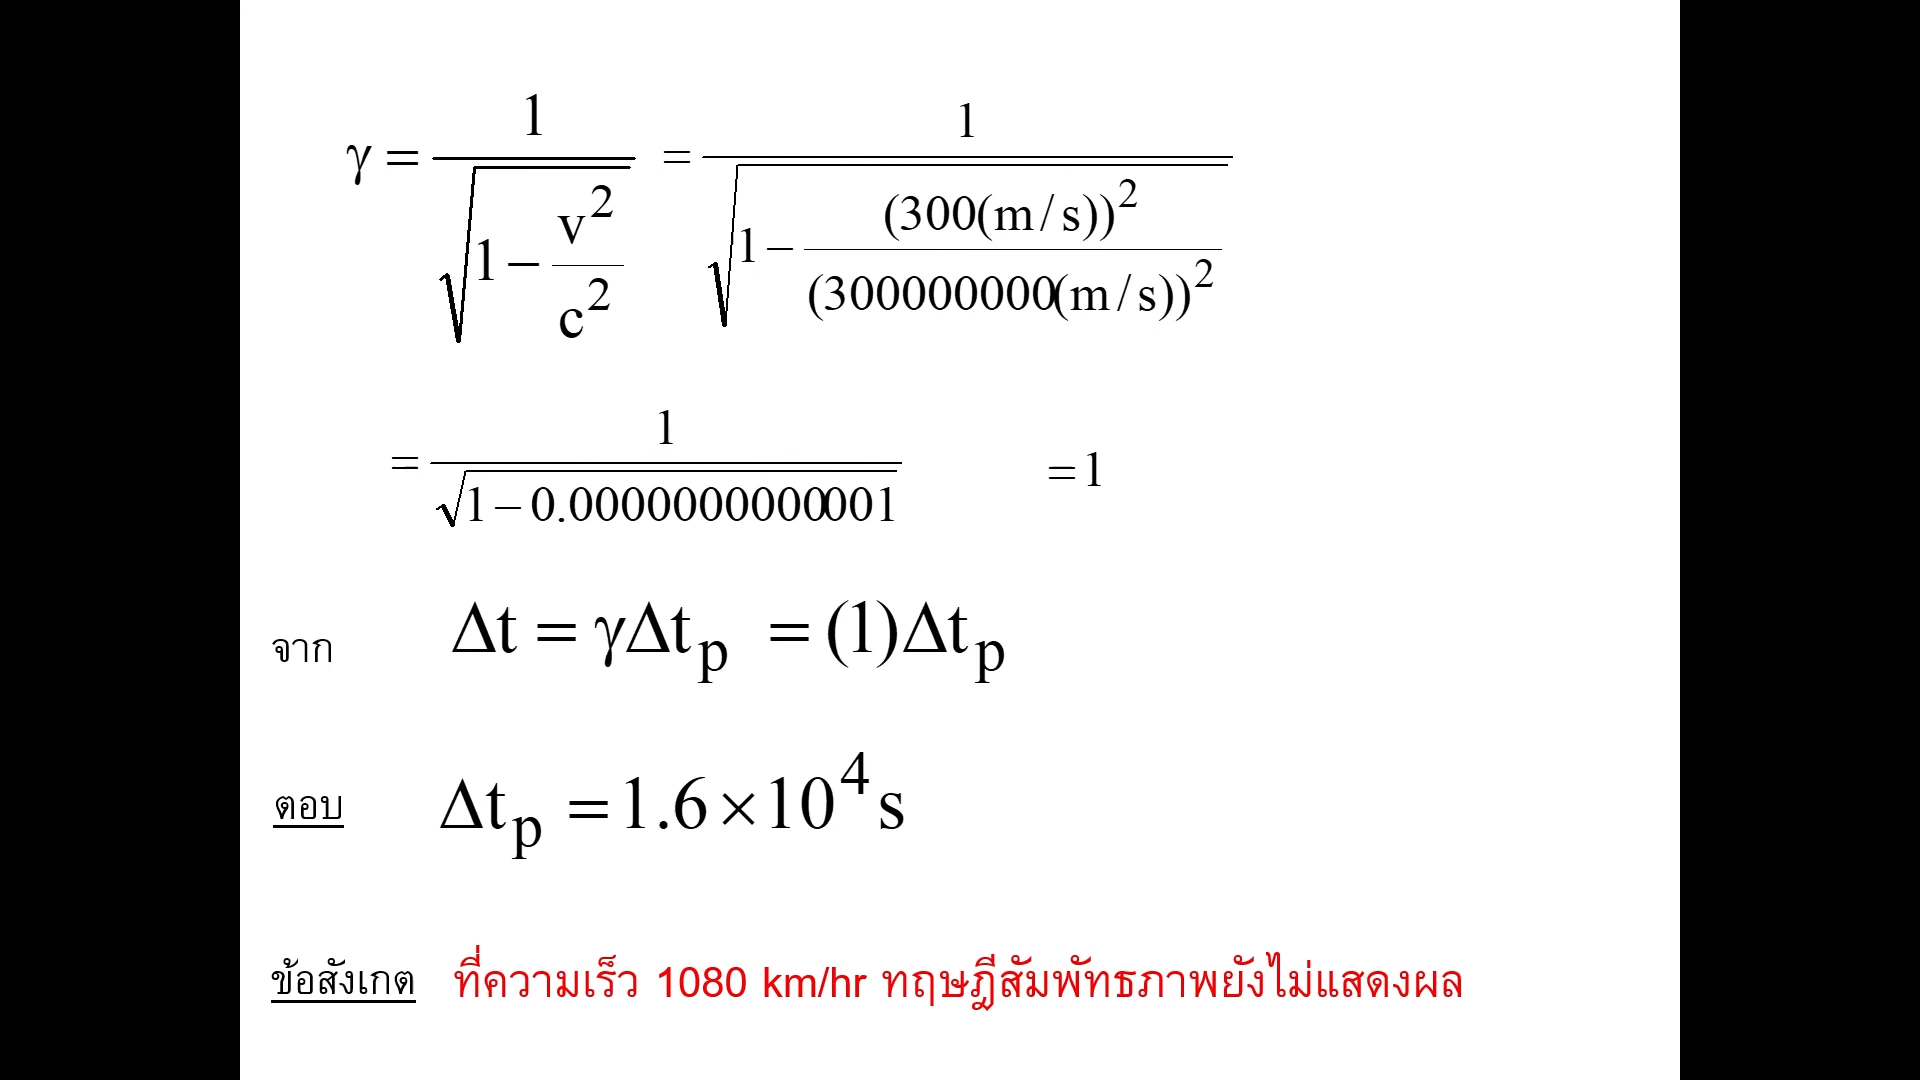 γ = 1 / √(1 − v² / c²) = 1 / √(1 − (300(m/s))² / (300000000(m/s))²)
= 1 / √(1 − 0.0000000000001) = 1
จาก Δt = γΔtₚ = (1)Δtₚ
ตอบ Δtₚ = 1.6 × 10⁴ s
ข้อสังเกต ที่ความเร็ว 1080 km/hr ทฤษฎีสัมพัทธภาพยังไม่แสดงผล